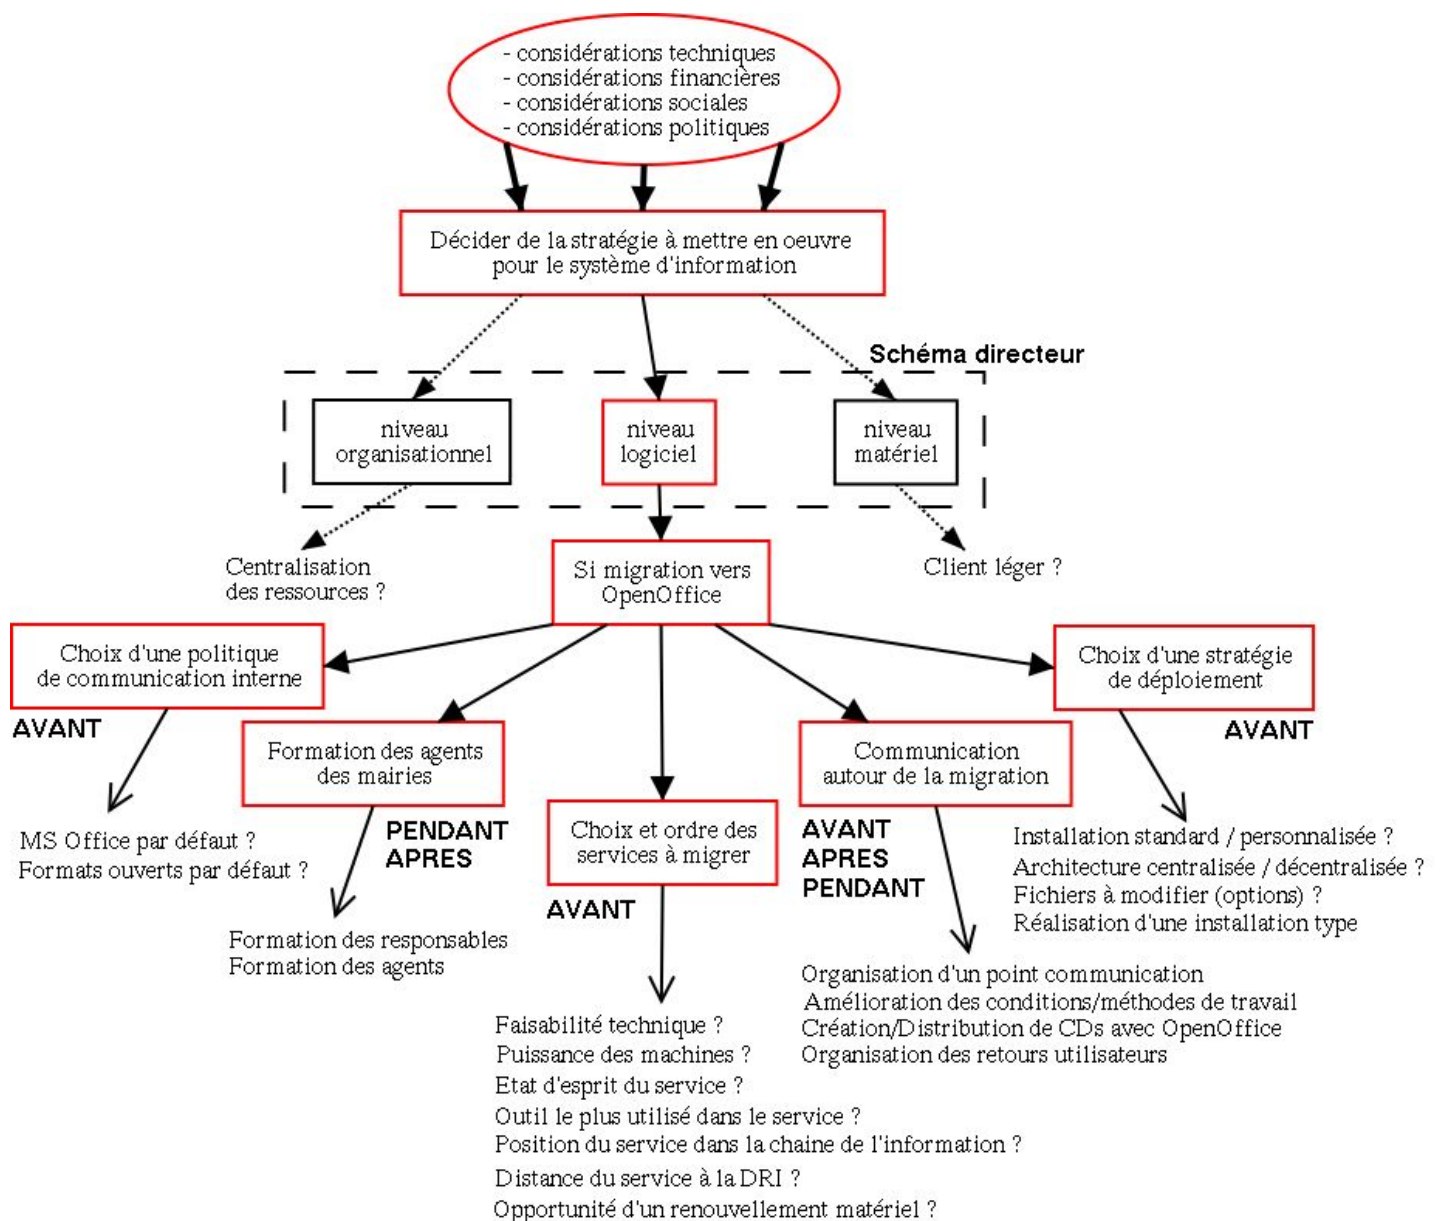 - considérations techniques
- considérations financières
- considérations sociales
- considérations politiques
Décider de la stratégie à mettre en oeuvre
pour le système d'information
Schéma directeur
niveau
organisationnel
niveau
logiciel
niveau
matériel
Centralisation
des ressources ?
Si migration vers
OpenOffice
Client léger ?
Choix d'une politique
de communication interne
AVANT
MS Office par défaut ?
Formats ouverts par défaut ?
Formation des agents
des mairies
PENDANT
APRES
Formation des responsables
Formation des agents
Choix et ordre des
services à migrer
AVANT
Faisabilité technique ?
Puissance des machines ?
Etat d'esprit du service ?
Outil le plus utilisé dans le service ?
Position du service dans la chaine de l'information ?
Distance du service à la DRI ?
Opportunité d'un renouvellement matériel ?
Communication
autour de la migration
AVANT
APRES
PENDANT
Organisation d'un point communication
Amélioration des conditions/méthodes de travail
Création/Distribution de CDs avec OpenOffice
Organisation des retours utilisateurs
Choix d'une stratégie
de déploiement
AVANT
Installation standard / personnalisée ?
Architecture centralisée / décentralisée ?
Fichiers à modifier (options) ?
Réalisation d'une installation type